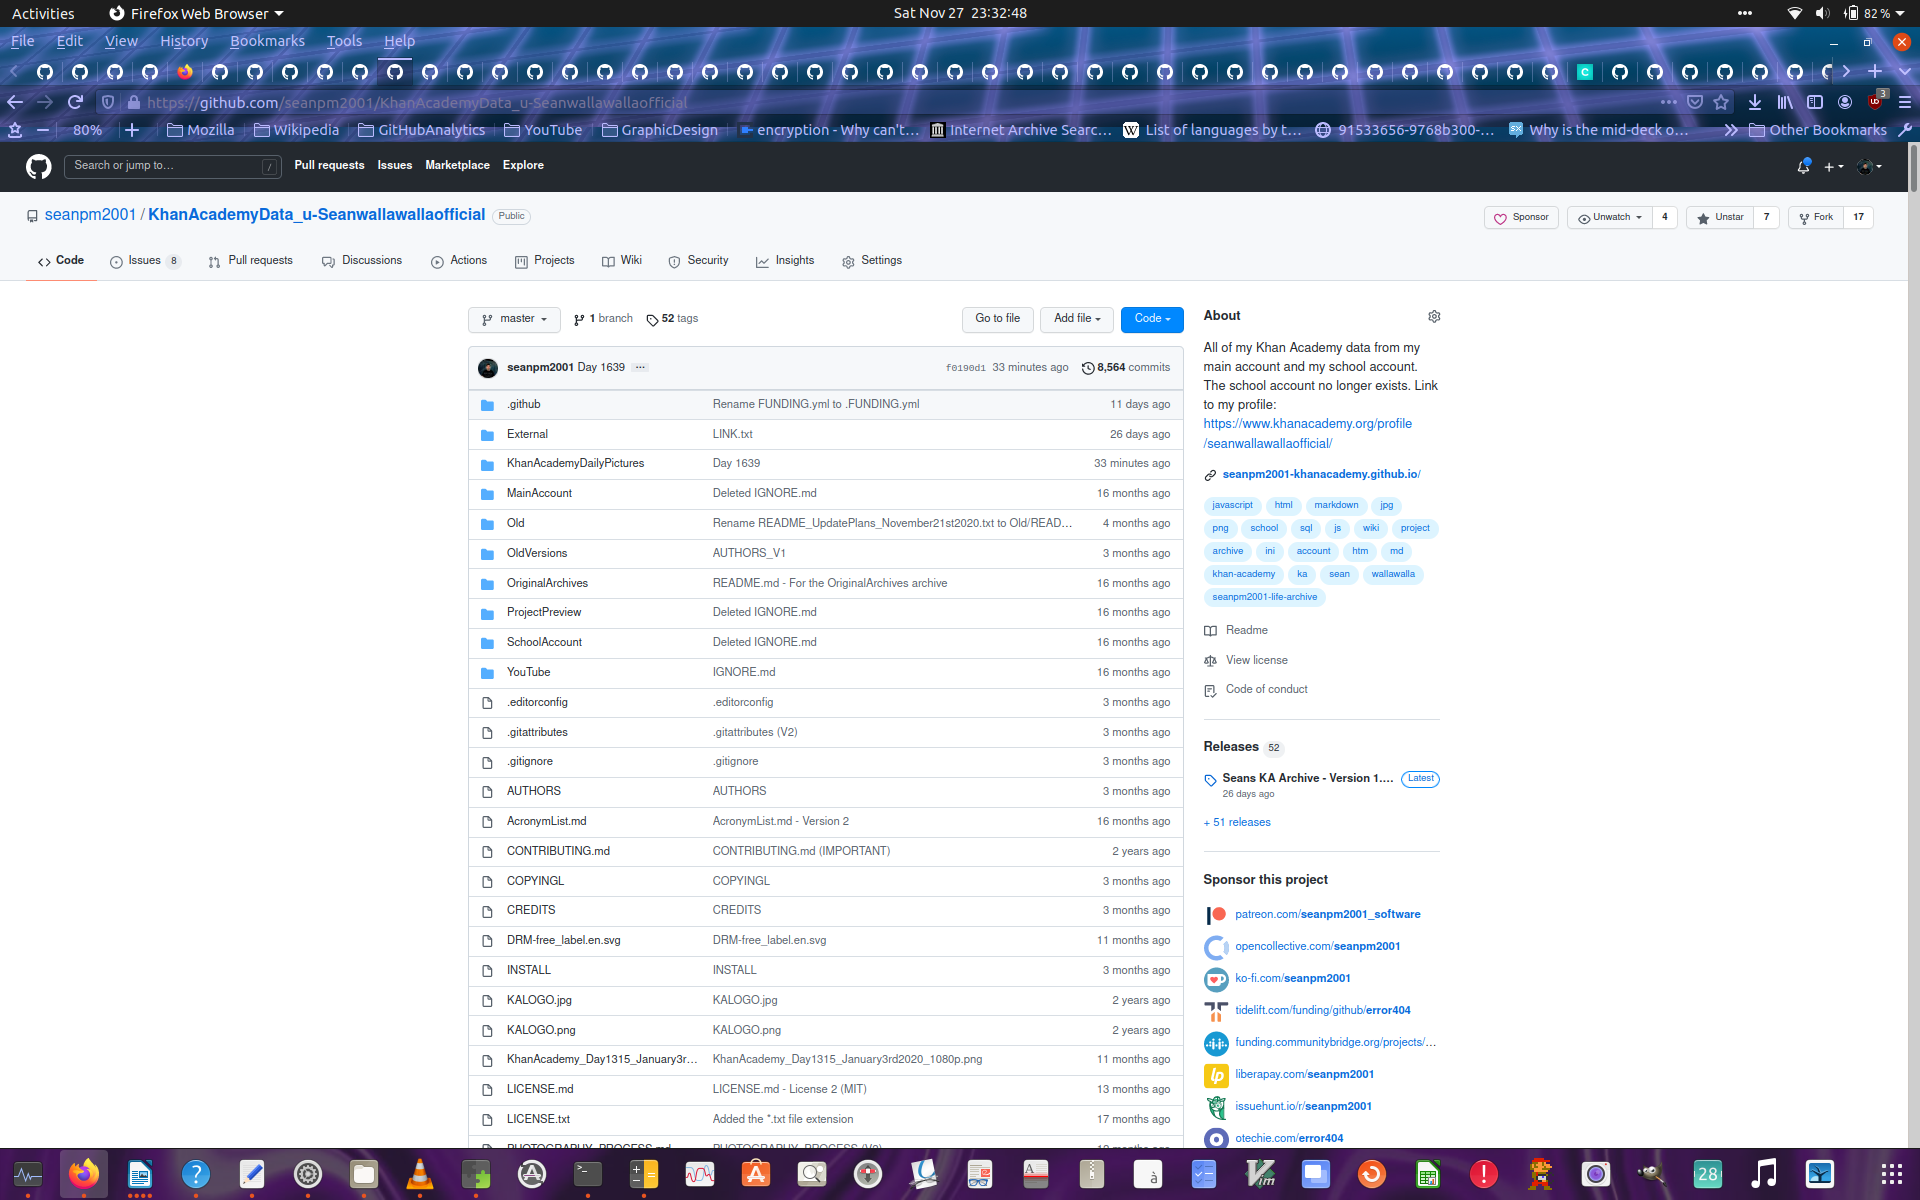 Activities Firefox Web Browser Sat Nov 27 23:32:48 82 %
File Edit View History Bookmarks Tools Help
https://github.com/seanpm2001/KhanAcademyData_u-Seanwallawallaofficial 3
80% Mozilla Wikipedia GitHubAnalytics YouTube GraphicDesign encryption - Why can't… Internet Archive Searc… List of languages by t… 91533656-9768b300-… Why is the mid-deck o… Other Bookmarks
Search or jump to… / Pull requests Issues Marketplace Explore
seanpm2001 / KhanAcademyData_u-Seanwallawallaofficial Public Sponsor Unwatch 4 Unstar 7 Fork 17
Code Issues 8 Pull requests Discussions Actions Projects Wiki Security Insights Settings
master 1 branch 52 tags Go to file Add file Code
seanpm2001 Day 1639 ... f0190d1 33 minutes ago 8,564 commits
.github Rename FUNDING.yml to .FUNDING.yml 11 days ago
External LINK.txt 26 days ago
KhanAcademyDailyPictures Day 1639 33 minutes ago
MainAccount Deleted IGNORE.md 16 months ago
Old Rename README_UpdatePlans_November21st2020.txt to Old/READ… 4 months ago
OldVersions AUTHORS_V1 3 months ago
OriginalArchives README.md - For the OriginalArchives archive 16 months ago
ProjectPreview Deleted IGNORE.md 16 months ago
SchoolAccount Deleted IGNORE.md 16 months ago
YouTube IGNORE.md 16 months ago
.editorconfig .editorconfig 3 months ago
.gitattributes .gitattributes (V2) 3 months ago
.gitignore .gitignore 3 months ago
AUTHORS AUTHORS 3 months ago
AcronymList.md AcronymList.md - Version 2 16 months ago
CONTRIBUTING.md CONTRIBUTING.md (IMPORTANT) 2 years ago
COPYINGL COPYINGL 3 months ago
CREDITS CREDITS 3 months ago
DRM-free_label.en.svg DRM-free_label.en.svg 11 months ago
INSTALL INSTALL 3 months ago
KALOGO.jpg KALOGO.jpg 2 years ago
KALOGO.png KALOGO.png 2 years ago
KhanAcademy_Day1315_January3r… KhanAcademy_Day1315_January3rd2020_1080p.png 11 months ago
LICENSE.md LICENSE.md - License 2 (MIT) 13 months ago
LICENSE.txt Added the *.txt file extension 17 months ago
About
All of my Khan Academy data from my
main account and my school account.
The school account no longer exists. Link
to my profile:
https://www.khanacademy.org/profile
/seanwallawallaofficial/
seanpm2001-khanacademy.github.io/
javascript html markdown jpg
png school sql js wiki project
archive ini account htm md
khan-academy ka sean wallawalla
seanpm2001-life-archive
Readme
View license
Code of conduct
Releases 52
Seans KA Archive - Version 1.… Latest
26 days ago
+ 51 releases
Sponsor this project
patreon.com/seanpm2001_software
opencollective.com/seanpm2001
ko-fi.com/seanpm2001
tidelift.com/funding/github/error404
funding.communitybridge.org/projects/…
liberapay.com/seanpm2001
issuehunt.io/r/seanpm2001
otechie.com/error404
28